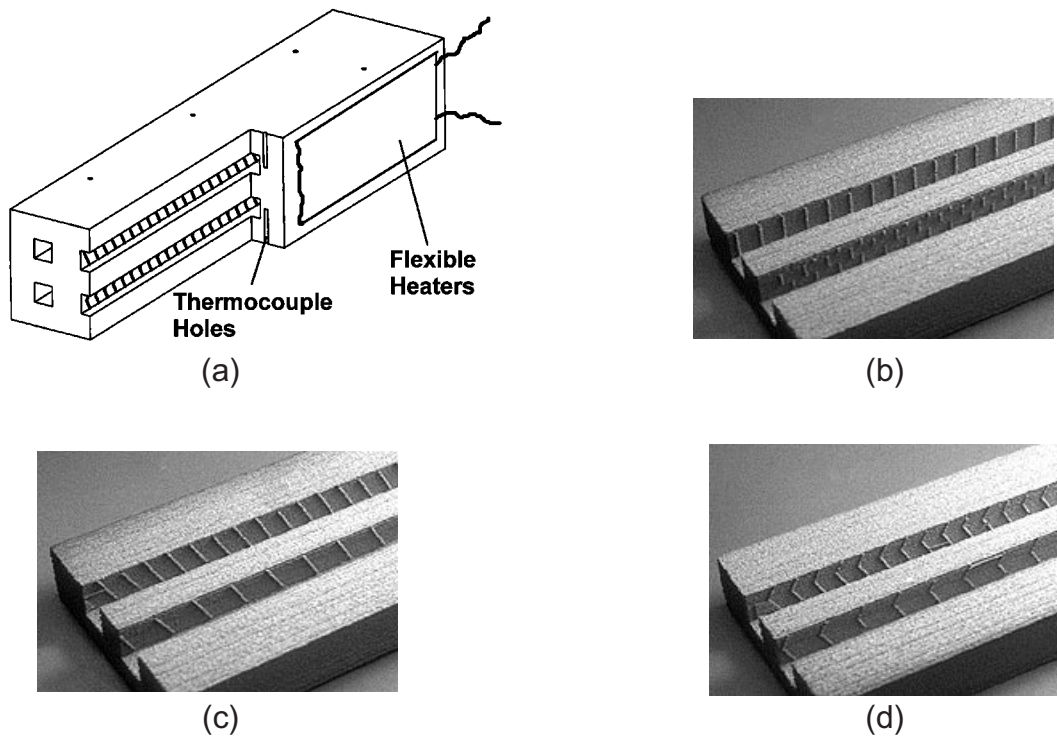 Flexible
Heaters
Thermocouple
Holes
(a)
(b)
(c)
(d)